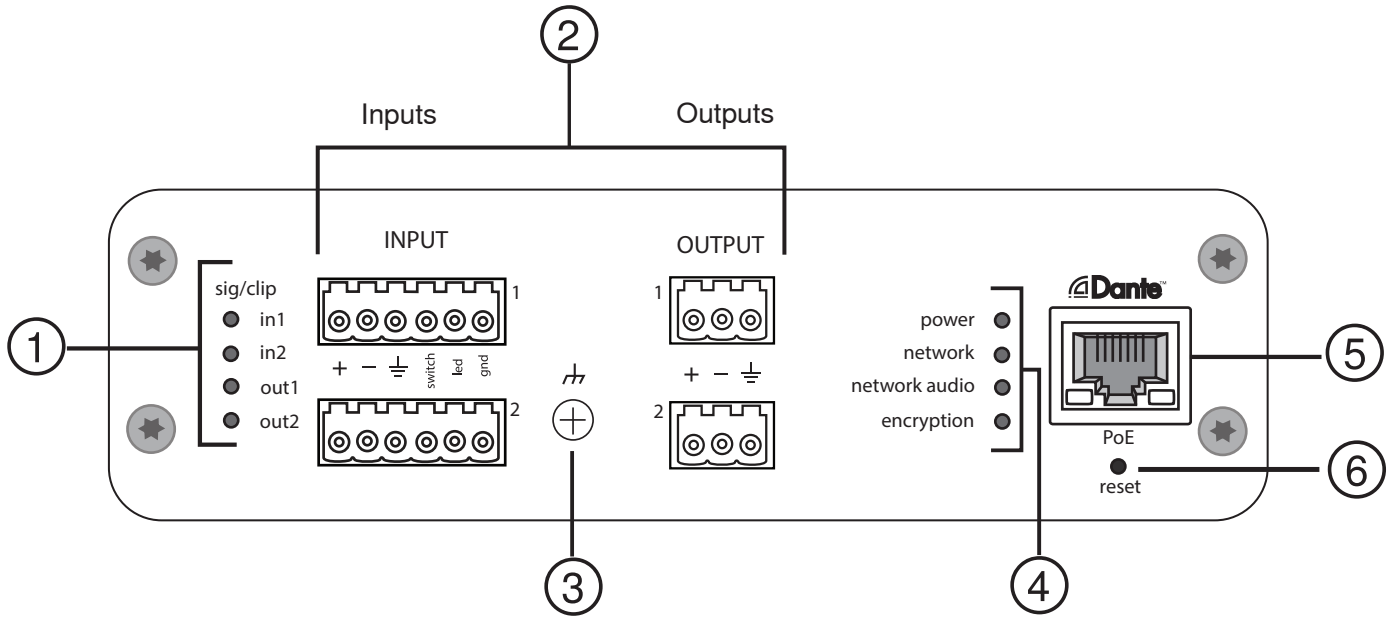 2
Inputs Outputs
INPUT OUTPUT
Dante™
sig/clip
in1
in2
out1
out2
1
1
+ − switch led gnd
+ −
2
2
power
network
network audio
encryption
PoE
reset
1
5
6
3
4